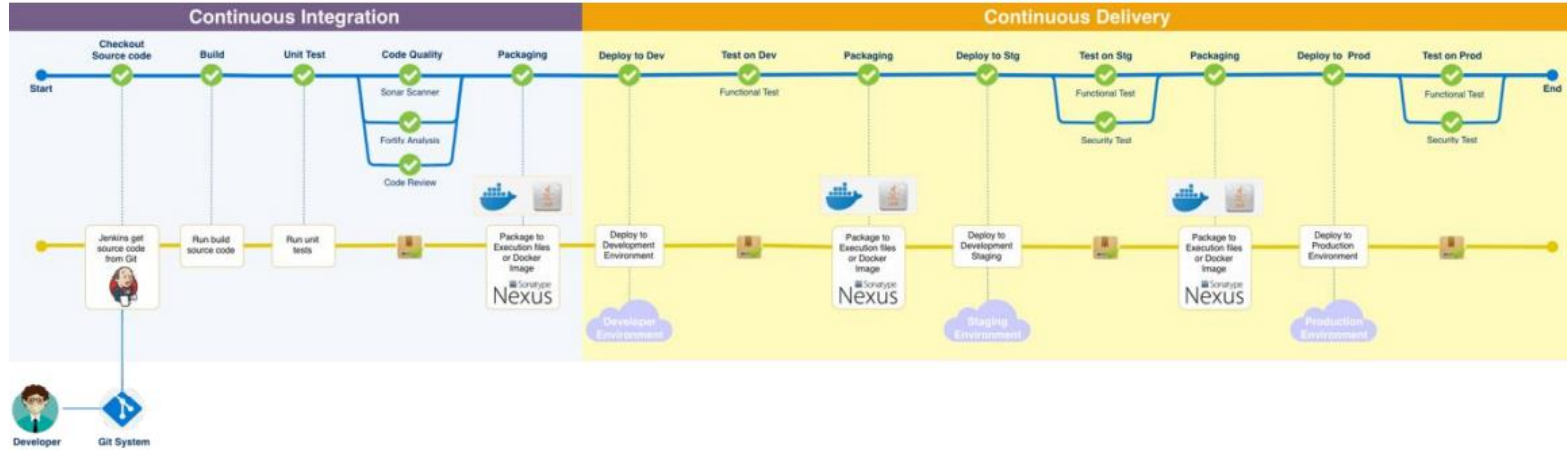 Continuous Integration
Continuous Delivery
Checkout
Source code
Build
Unit Test
Code Quality
Packaging
Deploy to Dev
Test on Dev
Packaging
Deploy to Stg
Test on Stg
Packaging
Deploy to Prod
Test on Prod
Start
End
Sonar Scanner
Functional Test
Functional Test
Functional Test
Fortify Analysis
Security Test
Security Test
Code Review
Jenkins get
source code
from Git
Run build
source code
Run unit
tests
Package to
Execution files
or Docker
Image
Sonatype
Nexus
Deploy to
Development
Environment
Package to
Execution files
or Docker
Image
Sonatype
Nexus
Deploy to
Development
Staging
Package to
Execution files
or Docker
Image
Sonatype
Nexus
Deploy to
Production
Environment
Developer
Environment
Staging
Environment
Production
Environment
Developer
Git System